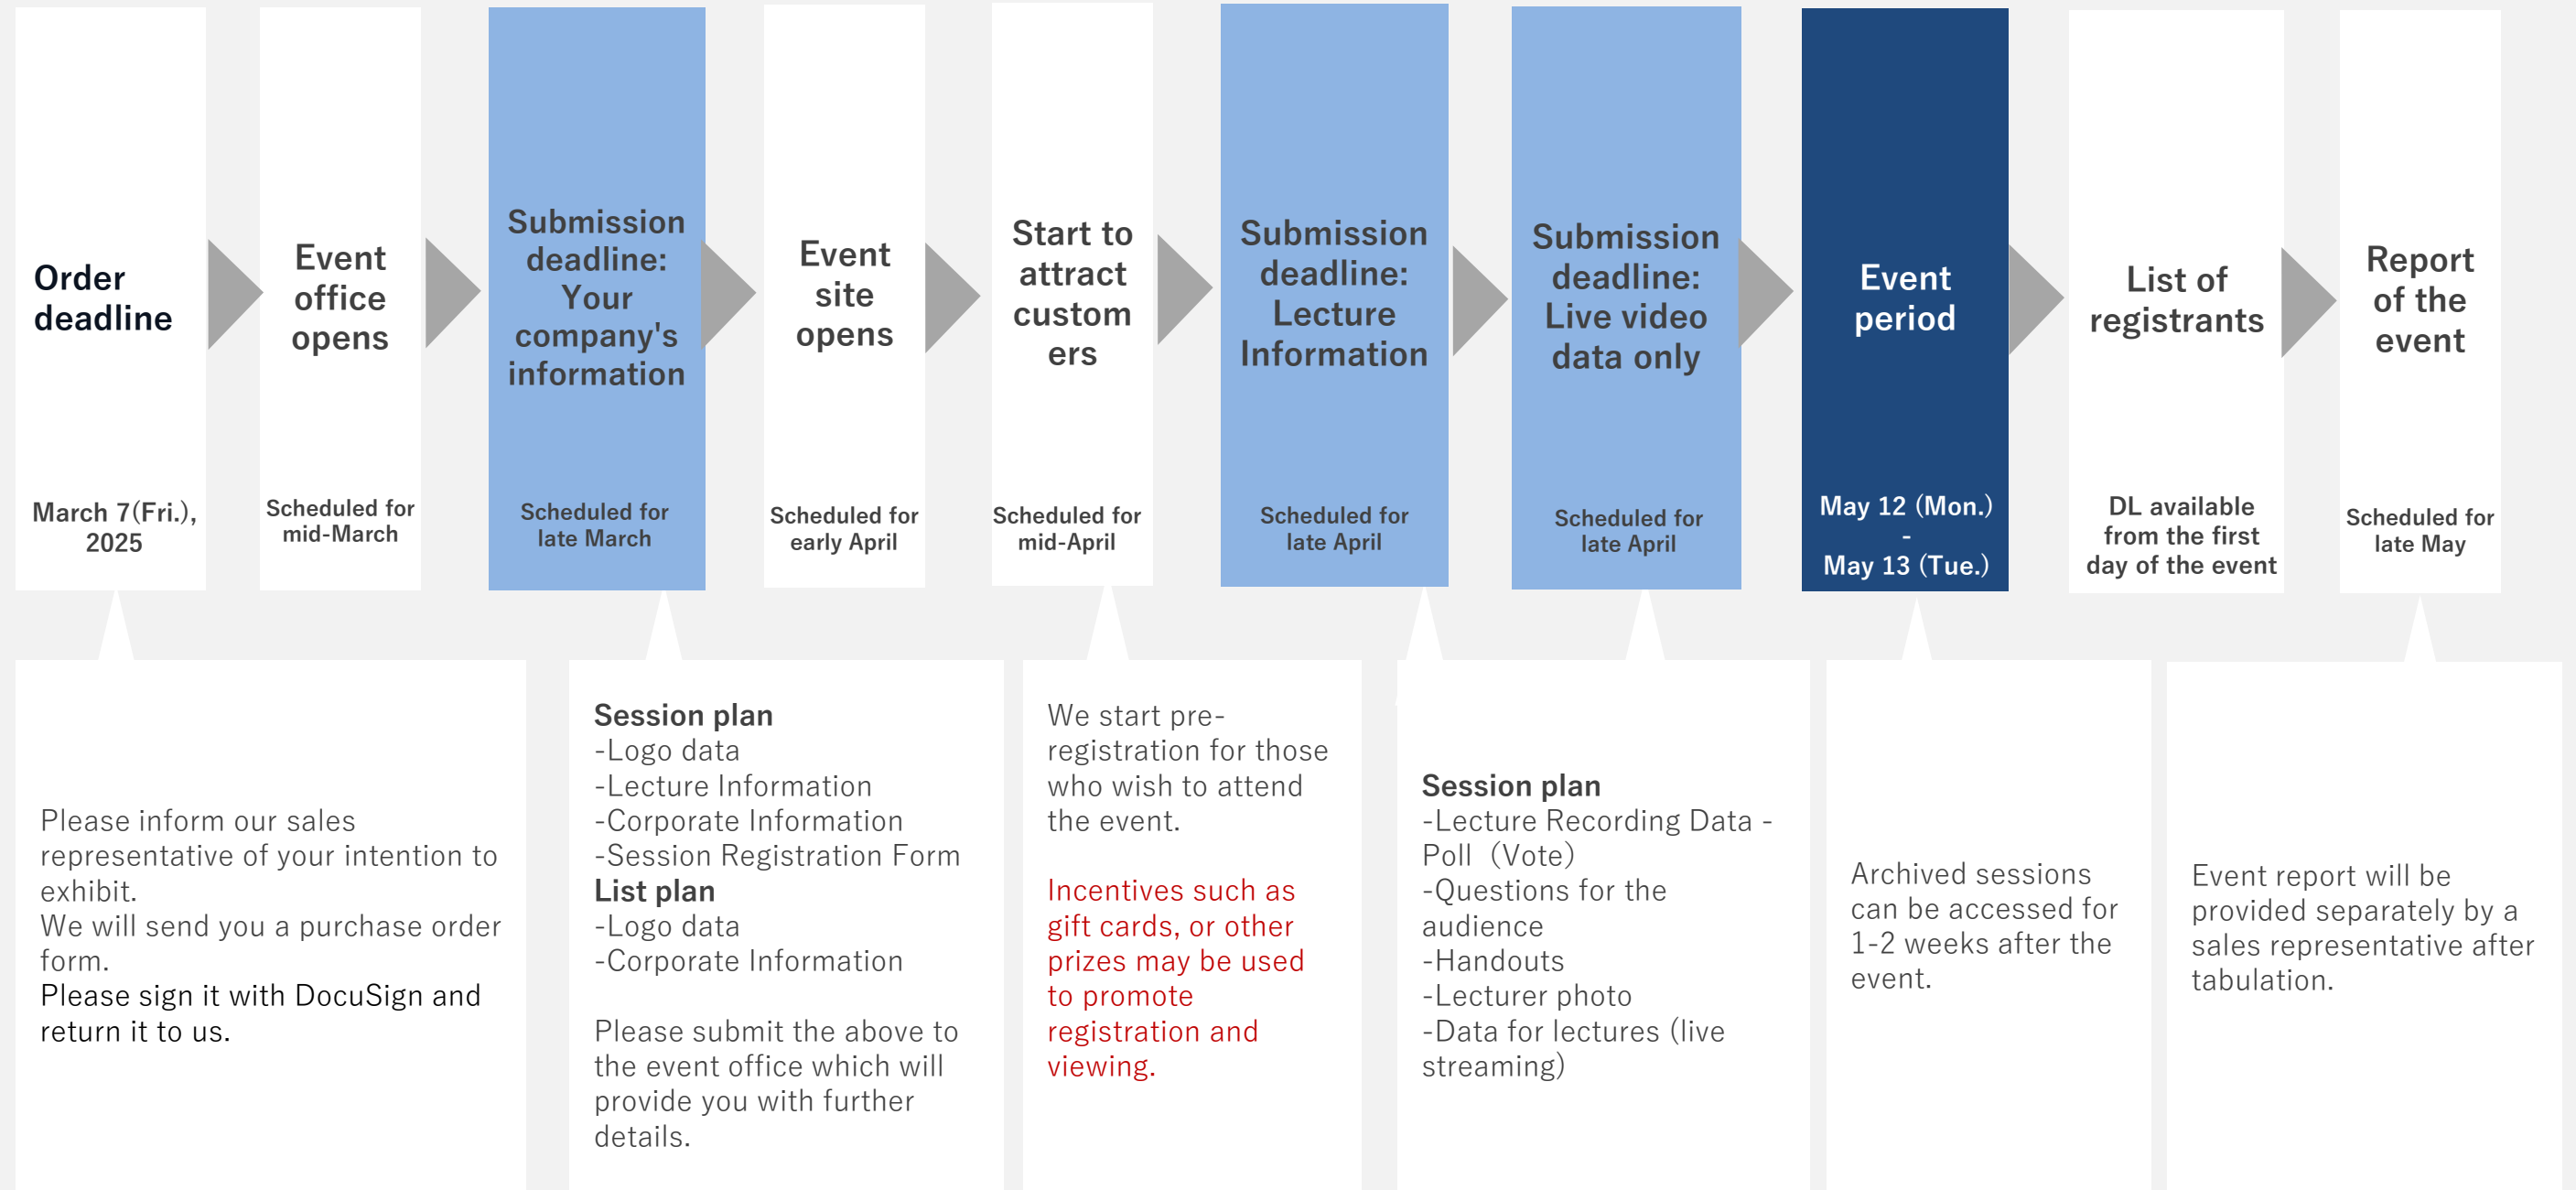 Order
deadline
March 7(Fri.),
2025
Event
office
opens
Scheduled for
mid-March
Submission
deadline:
Your
company's
information
Scheduled for
late March
Event
site
opens
Scheduled for
early April
Start to
attract
custom
ers
Scheduled for
mid-April
Submission
deadline:
Lecture
Information
Scheduled for
late April
Submission
deadline:
Live video
data only
Scheduled for
late April
Event
period
May 12 (Mon.)
-
May 13 (Tue.)
List of
registrants
DL available
from the first
day of the event
Report
of the
event
Scheduled for
late May
Please inform our sales
representative of your intention to
exhibit.
We will send you a purchase order
form.
Please sign it with DocuSign and
return it to us.
Session plan
-Logo data
-Lecture Information
-Corporate Information
-Session Registration Form
List plan
-Logo data
-Corporate Information
Please submit the above to
the event office which will
provide you with further
details.
We start pre-
registration for those
who wish to attend
the event.
Incentives such as
gift cards, or other
prizes may be used
to promote
registration and
viewing.
Session plan
-Lecture Recording Data -
Poll（Vote）
-Questions for the
audience
-Handouts
-Lecturer photo
-Data for lectures (live
streaming)
Archived sessions
can be accessed for
1-2 weeks after the
event.
Event report will be
provided separately by a
sales representative after
tabulation.